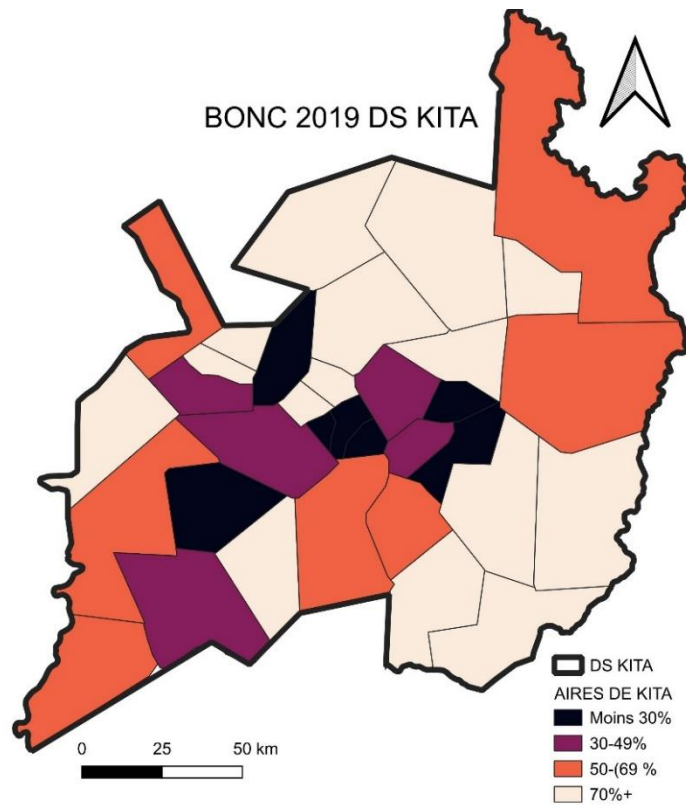 BONC 2019 DS KITA
DS KITA
AIRES DE KITA
Moins 30%
30-49%
50-(69 %
70%+
0 25 50 km